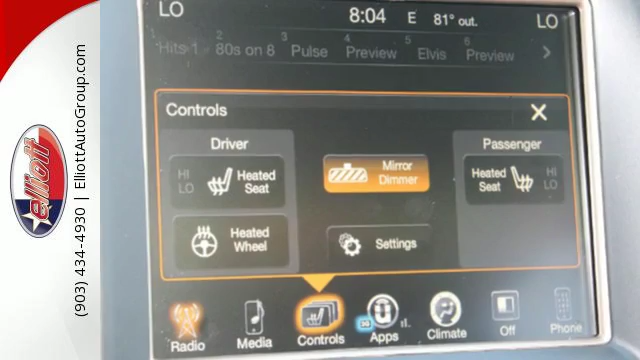 LO 8:04 E 81° out. LO
Hits 1 2 80s on 8 3 Pulse 4 Preview 5 Elvis 6 Preview
Controls
Driver
Passenger
HI
LO
Heated
Seat
Mirror
Dimmer
Heated
Seat
HI
LO
Heated
Wheel
Settings
Radio
Media
Controls
3G
Apps
Climate
Off
Phone
elliott
(903) 434-4930 | ElliottAutoGroup.com